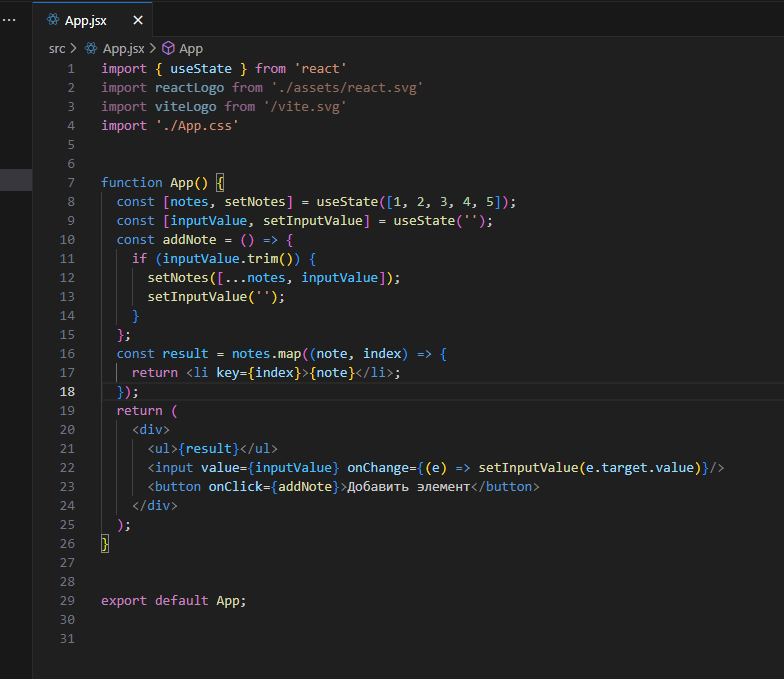 ...
App.jsx ×
src > App.jsx > App
1 import { useState } from 'react'
2 import reactLogo from './assets/react.svg'
3 import viteLogo from '/vite.svg'
4 import './App.css'
5
6
7 function App() {
8   const [notes, setNotes] = useState([1, 2, 3, 4, 5]);
9   const [inputValue, setInputValue] = useState('');
10   const addNote = () => {
11     if (inputValue.trim()) {
12       setNotes([...notes, inputValue]);
13       setInputValue('');
14     }
15   };
16   const result = notes.map((note, index) => {
17     return <li key={index}>{note}</li>;
18   });
19   return (
20     <div>
21       <ul>{result}</ul>
22       <input value={inputValue} onChange={(e) => setInputValue(e.target.value)}/>
23       <button onClick={addNote}>Добавить элемент</button>
24     </div>
25   );
26 }
27
28
29 export default App;
30
31